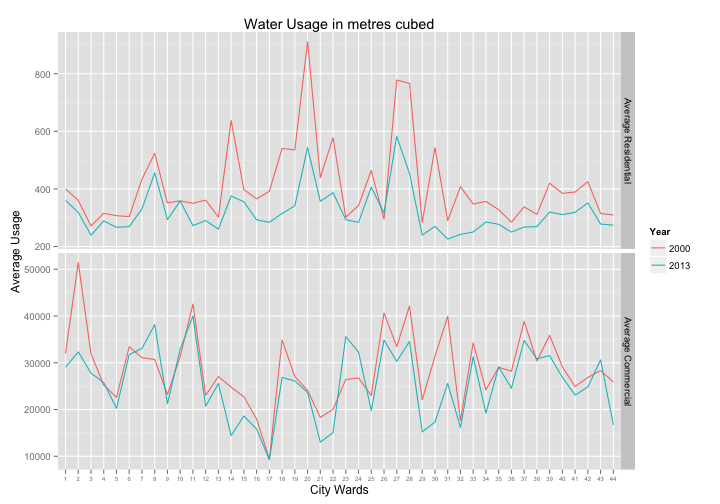 Water Usage in metres cubed
800
600
400
200
Average Residential
50000
40000
30000
20000
10000
Average Commercial
Average Usage
1 2 3 4 5 6 7 8 9 10 11 12 13 14 15 16 17 18 19 20 21 22 23 24 25 26 27 28 29 30 31 32 33 34 35 36 37 38 39 40 41 42 43 44
City Wards
Year
2000
2013